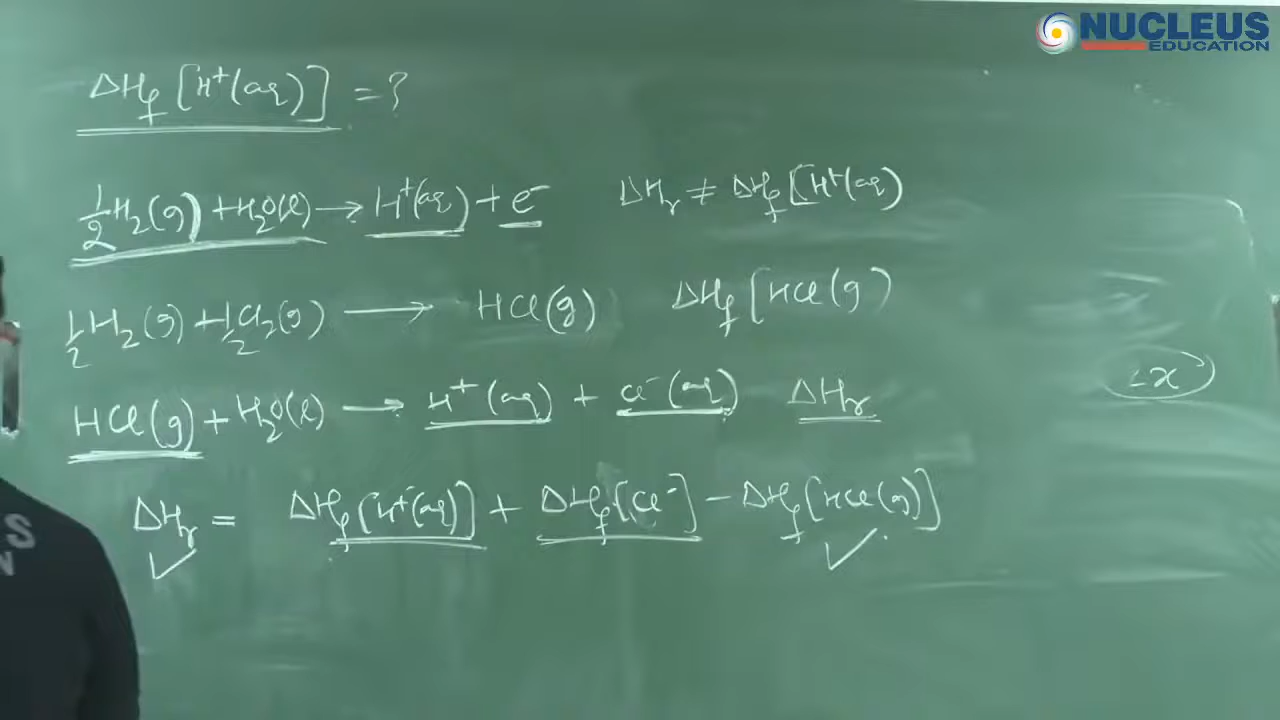 NUCLEUS
EDUCATION
ΔHf [H⁺(aq)] = ?
½H₂(g) + H₂O(l) → H⁺(aq) + e⁻ ΔHr ≠ ΔHf [H⁺(aq)
½H₂(g) + ½Cl₂(g) → HCl(g) ΔHf [HCl(g)
HCl(g) + H₂O(l) → H⁺(aq) + Cl⁻(aq) ΔHr
-x
ΔHr = ΔHf [H⁺(aq)] + ΔHf [Cl⁻] − ΔHf [HCl(g)]
S